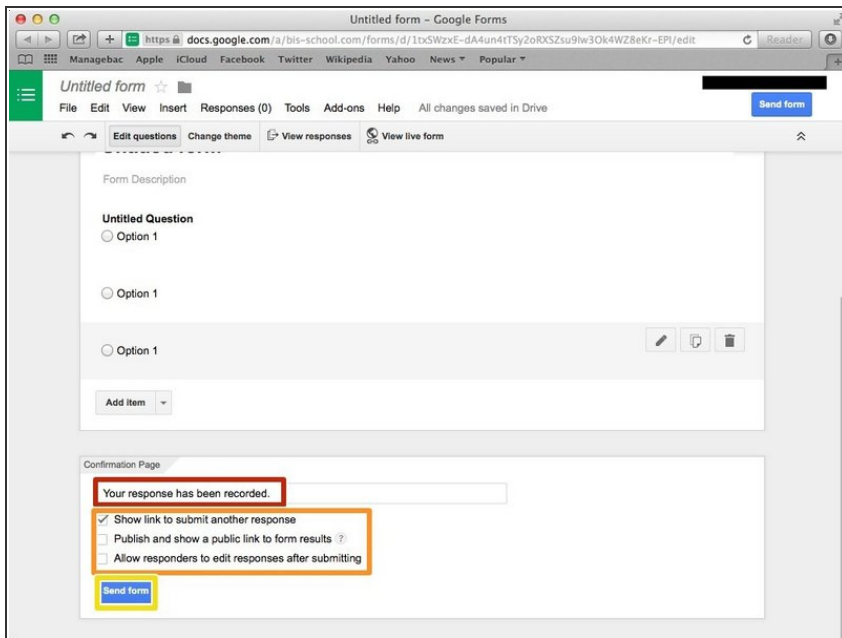 Untitled form – Google Forms
https docs.google.com/a/bis-school.com/forms/d/1txSWzxE-dA4un4tTSy2oRXSZsu9Iw3Ok4WZ8eKr-EPI/edit Reader
Managebac Apple iCloud Facebook Twitter Wikipedia Yahoo News Popular
Untitled form
File Edit View Insert Responses (0) Tools Add-ons Help All changes saved in Drive
Send form
Edit questions Change theme View responses View live form
Form Description
Untitled Question
Option 1
Option 1
Option 1
Add item
Confirmation Page
Your response has been recorded.
Show link to submit another response
Publish and show a public link to form results ?
Allow responders to edit responses after submitting
Send form